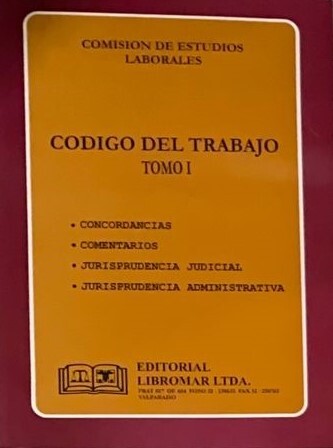 COMISION DE ESTUDIOS
LABORALES
CODIGO DEL TRABAJO
TOMO I
• CONCORDANCIAS
• COMENTARIOS
• JURISPRUDENCIA JUDICIAL
• JURISPRUDENCIA ADMINISTRATIVA
EDITORIAL
LIBROMAR LTDA.
VALPARAISO